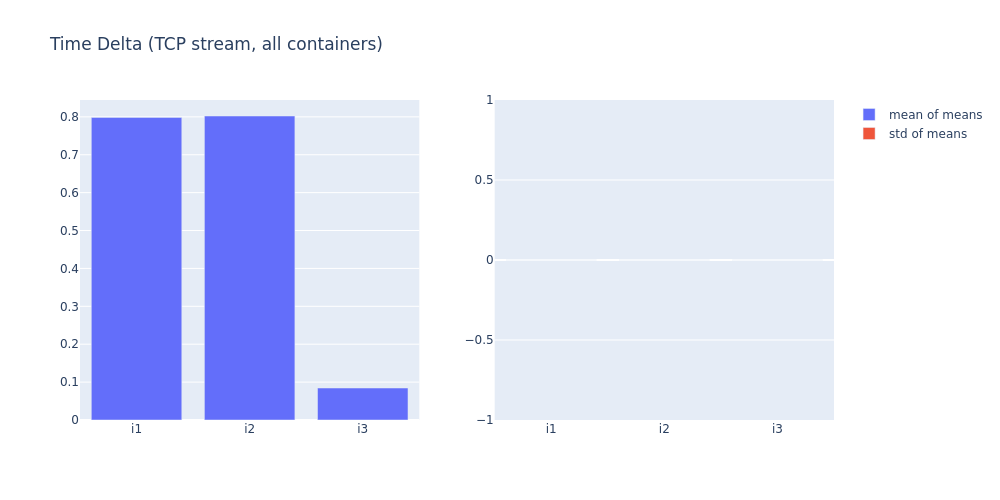 Time Delta (TCP stream, all containers)
0.8
0.7
0.6
0.5
0.4
0.3
0.2
0.1
0
i1 i2 i3
1
0.5
0
−0.5
−1
i1 i2 i3
mean of means
std of means